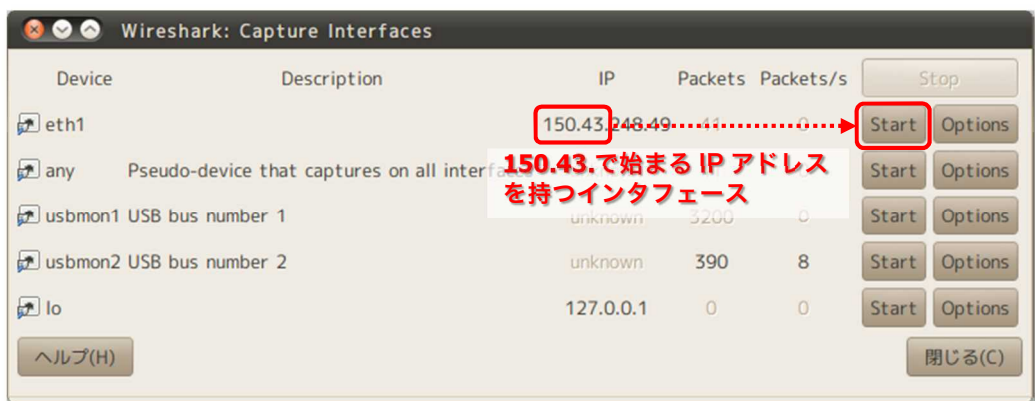 Wireshark: Capture Interfaces
Device Description IP Packets Packets/s Stop
eth1 150.43.248.49 41 0 Start Options
150.43.で始まる IP アドレス
を持つインタフェース
any Pseudo-device that captures on all interfaces Start Options
usbmon1 USB bus number 1 unknown 3200 0 Start Options
usbmon2 USB bus number 2 unknown 390 8 Start Options
lo 127.0.0.1 0 0 Start Options
ヘルプ(H) 閉じる(C)